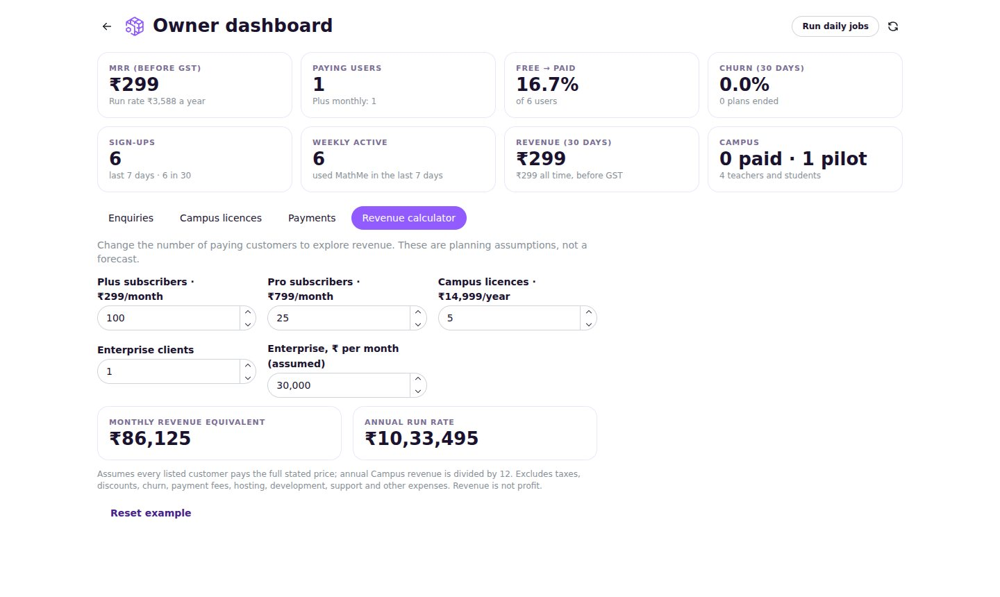 Owner dashboard
Run daily jobs
MRR (BEFORE GST)
₹299
Run rate ₹3,588 a year
PAYING USERS
1
Plus monthly: 1
FREE → PAID
16.7%
of 6 users
CHURN (30 DAYS)
0.0%
0 plans ended
SIGN-UPS
6
last 7 days · 6 in 30
WEEKLY ACTIVE
6
used MathMe in the last 7 days
REVENUE (30 DAYS)
₹299
₹299 all time, before GST
CAMPUS
0 paid · 1 pilot
4 teachers and students
Enquiries
Campus licences
Payments
Revenue calculator
Change the number of paying customers to explore revenue. These are planning assumptions, not a
forecast.
Plus subscribers ·
₹299/month
100
Pro subscribers ·
₹799/month
25
Campus licences ·
₹14,999/year
5
Enterprise clients
1
Enterprise, ₹ per month
(assumed)
30,000
MONTHLY REVENUE EQUIVALENT
₹86,125
ANNUAL RUN RATE
₹10,33,495
Assumes every listed customer pays the full stated price; annual Campus revenue is divided by 12. Excludes taxes,
discounts, churn, payment fees, hosting, development, support and other expenses. Revenue is not profit.
Reset example